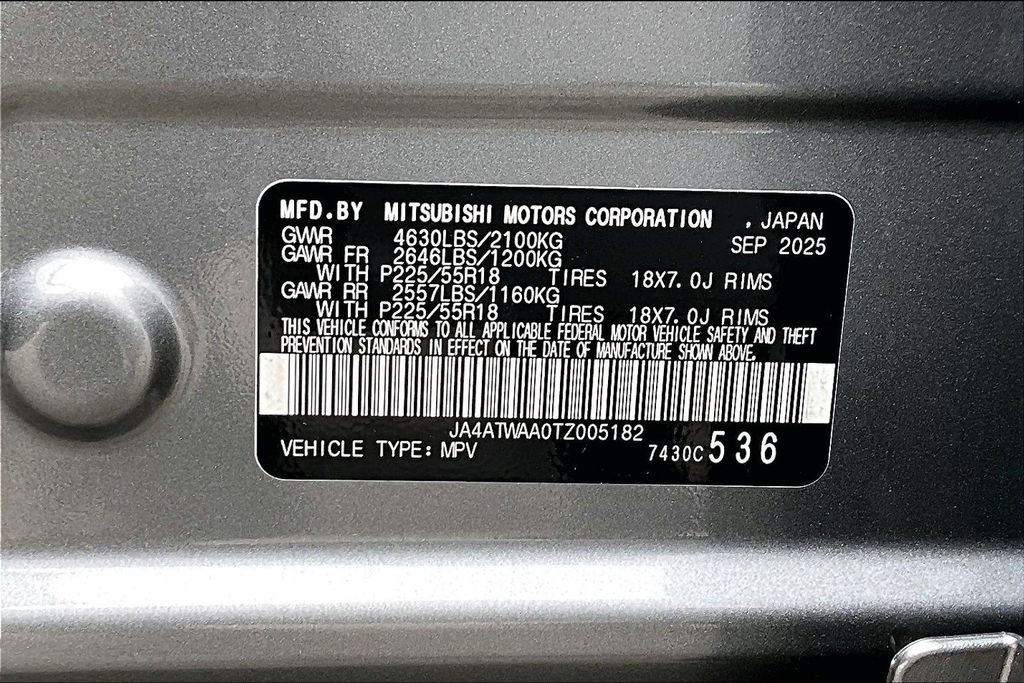 MFD.BY MITSUBISHI MOTORS CORPORATION . JAPAN
GVWR 4630LBS/2100KG SEP 2025
GAWR FR 2646LBS/1200KG
WITH P225/55R18 TIRES 18X7.0J RIMS
GAWR RR 2557LBS/1160KG
WITH P225/55R18 TIRES 18X7.0J RIMS
THIS VEHICLE CONFORMS TO ALL APPLICABLE FEDERAL MOTOR VEHICLE SAFETY AND THEFT
PREVENTION STANDARDS IN EFFECT ON THE DATE OF MANUFACTURE SHOWN ABOVE.
JA4ATWAA0TZ005182
VEHICLE TYPE: MPV 7430C 536